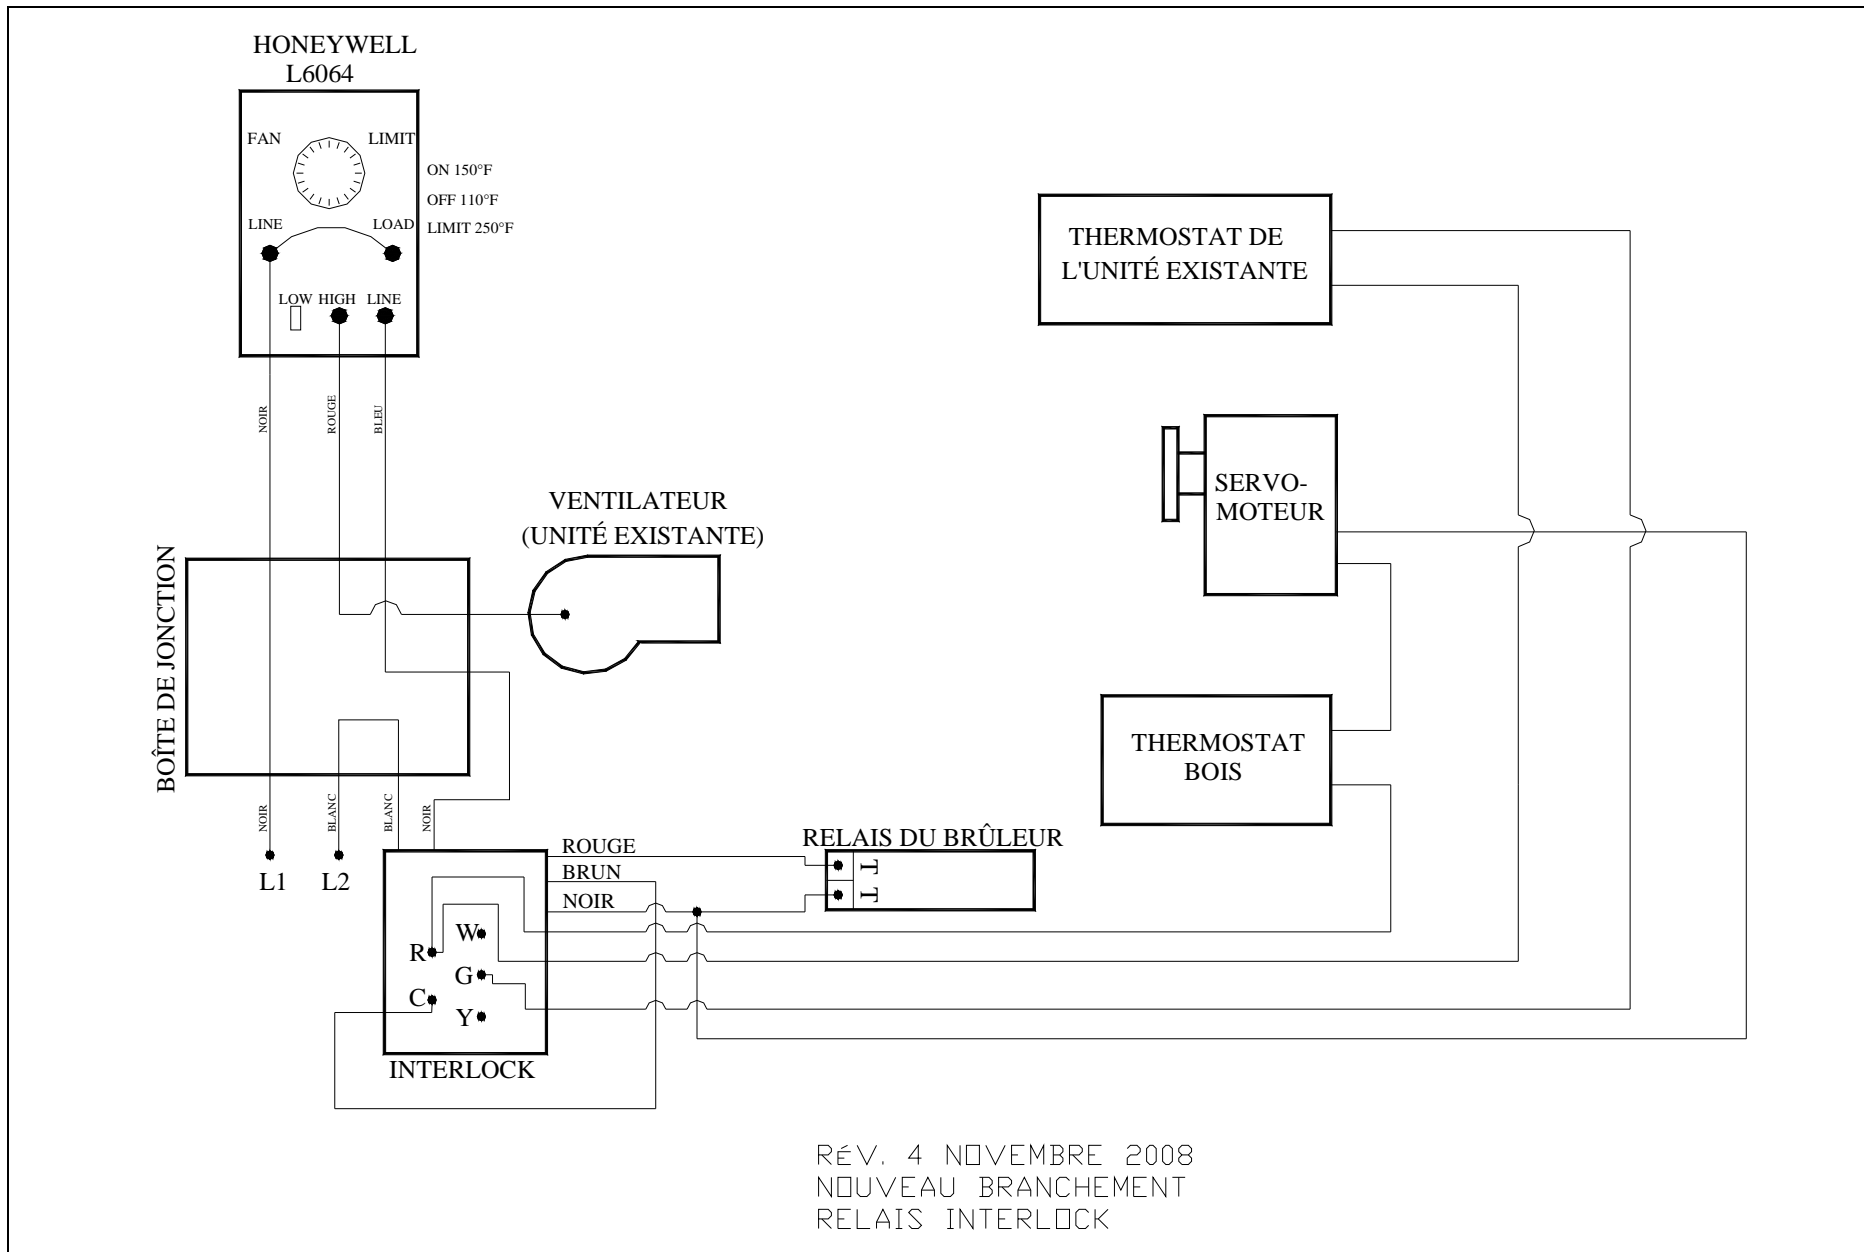 HONEYWELL
L6064
FAN
LIMIT
ON 150°F
OFF 110°F
LINE
LOAD
LIMIT 250°F
LOW
HIGH
LINE
THERMOSTAT DE
L'UNITÉ EXISTANTE
NOIR
ROUGE
BLEU
SERVO-
MOTEUR
VENTILATEUR
(UNITÉ EXISTANTE)
BOÎTE DE JONCTION
THERMOSTAT
BOIS
NOIR
BLANC
BLANC
NOIR
L1
L2
ROUGE
BRUN
NOIR
RELAIS DU BRÛLEUR
T
T
W
R
G
C
Y
INTERLOCK
RéV. 4 NOVEMBRE 2008
NOUVEAU BRANCHEMENT
RELAIS INTERLOCK